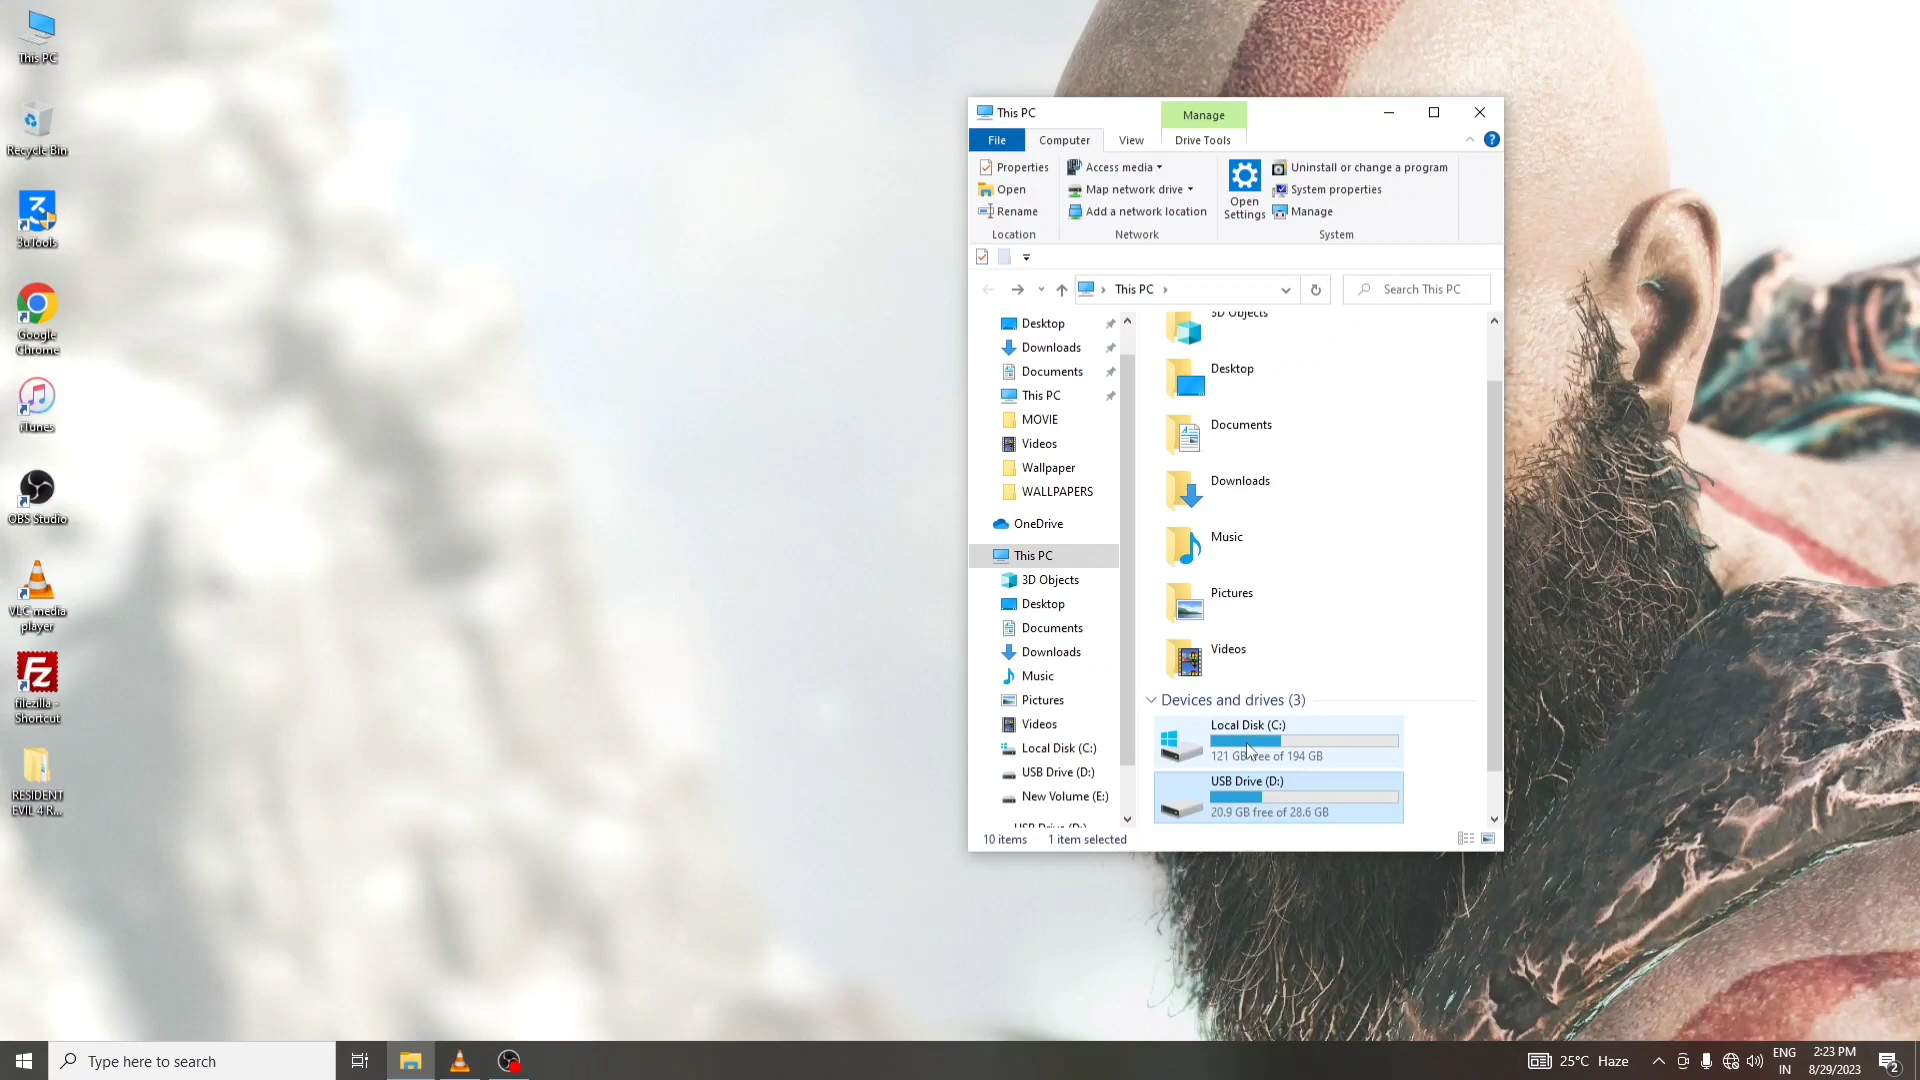 This PC
Recycle Bin
3uTools
Google
Chrome
iTunes
OBS Studio
VLC media
player
filezilla -
Shortcut
RESIDENT
EVIL 4 R...
This PC
Manage
File
Computer
View
Drive Tools
Properties
Open
Rename
Location
Access media
Map network drive
Add a network location
Network
Open
Settings
Uninstall or change a program
System properties
Manage
System
This PC
Search This PC
Desktop
Downloads
Documents
This PC
MOVIE
Videos
Wallpaper
WALLPAPERS
OneDrive
This PC
3D Objects
Desktop
Documents
Downloads
Music
Pictures
Videos
Local Disk (C:)
USB Drive (D:)
New Volume (E:)
USB Drive (D:)
3D Objects
Desktop
Documents
Downloads
Music
Pictures
Videos
Devices and drives (3)
Local Disk (C:)
121 GB free of 194 GB
USB Drive (D:)
20.9 GB free of 28.6 GB
10 items
1 item selected
Type here to search
25°C Haze
ENG
IN
2:23 PM
8/29/2023
2